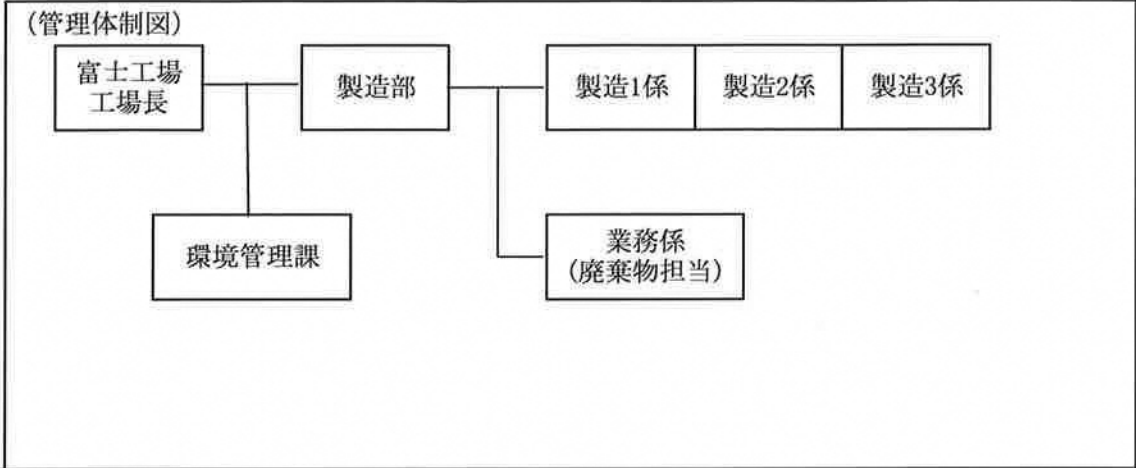 (管理体制図)
富士工場
工場長
製造部
製造1係
製造2係
製造3係
環境管理課
業務係
(廃棄物担当)